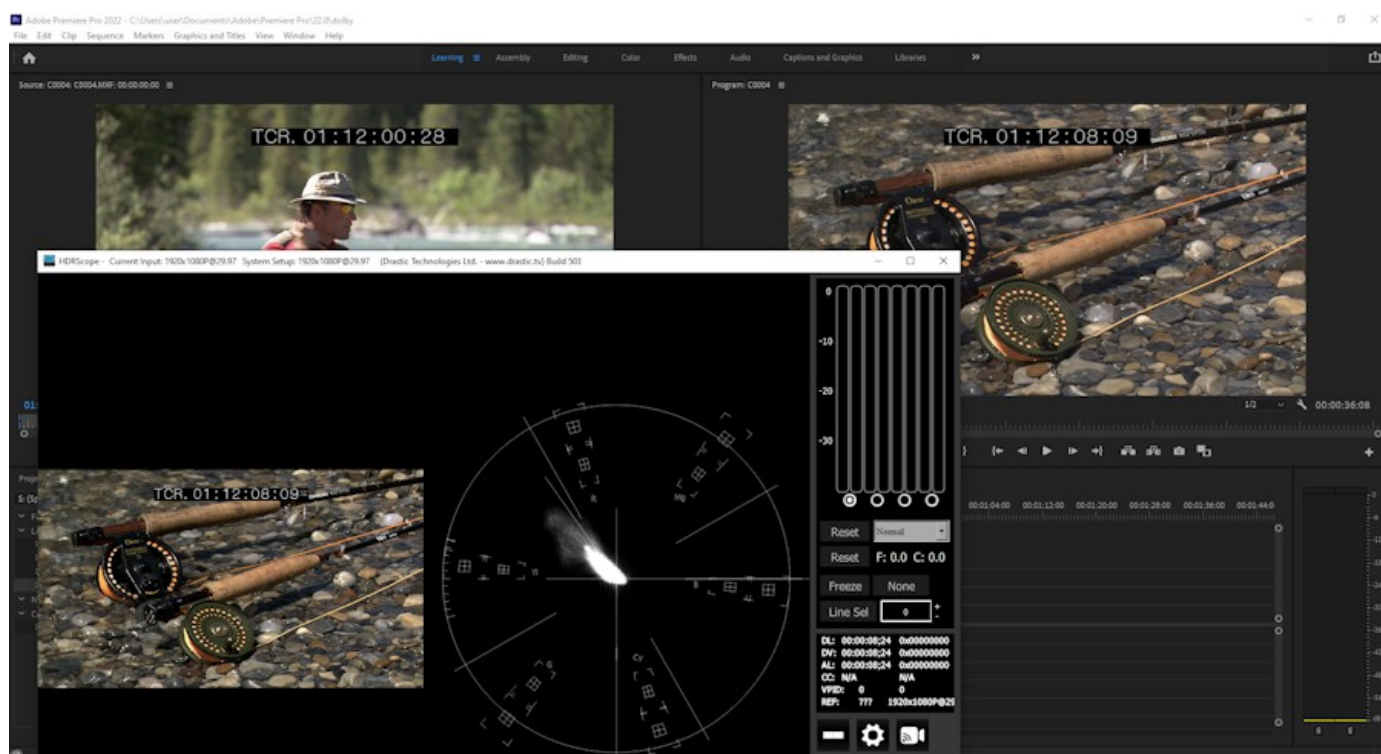 Adobe Premiere Pro 2022 - C:\Users\user\Documents\Adobe\Premiere Pro\22.0\dolby
File Edit Clip Sequence Markers Graphics and Titles View Window Help
Learning Assembly Editing Color Effects Audio Captions and Graphics Libraries
Source: C0004: C0004.MXF: 00:00:00:00
Program: C0004
TCR. 01:12:00:28
TCR. 01:12:08:09
HDRScope - Current Input: 1920x1080P@29.97 System Setup: 1920x1080P@29.97 (Drastic Technologies Ltd. - www.drastic.tv) Build 503
0
-10
-20
-30
01:
1/2 00:00:36:08
R
Mg
Yl
B
G
Cy
TCR. 01:12:08:09
Proje
Reset Normal
Reset F: 0.0 C: 0.0
Freeze None
Line Sel 0 + -
DL: 00:00:08;24 0x00000000
DV: 00:00:08;24 0x00000000
AL: 00:00:08;24 0x00000000
CC: N/A N/A
VPID: 0 0
REF: ??? 1920x1080P@29
00:01:04:00 00:01:12:00 00:01:20:00 00:01:28:00 00:01:36:00 00:01:44:0
S S